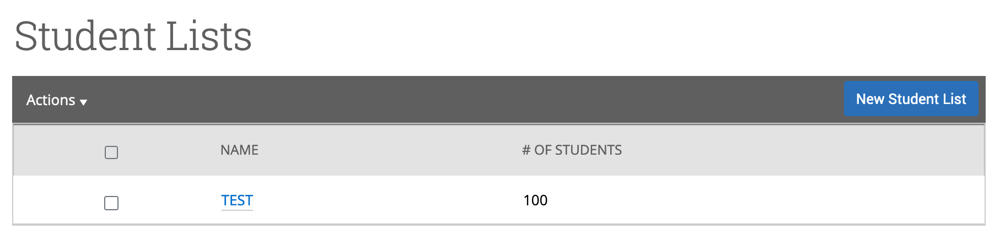 Student Lists
Actions ▼ New Student List
NAME # OF STUDENTS
TEST 100